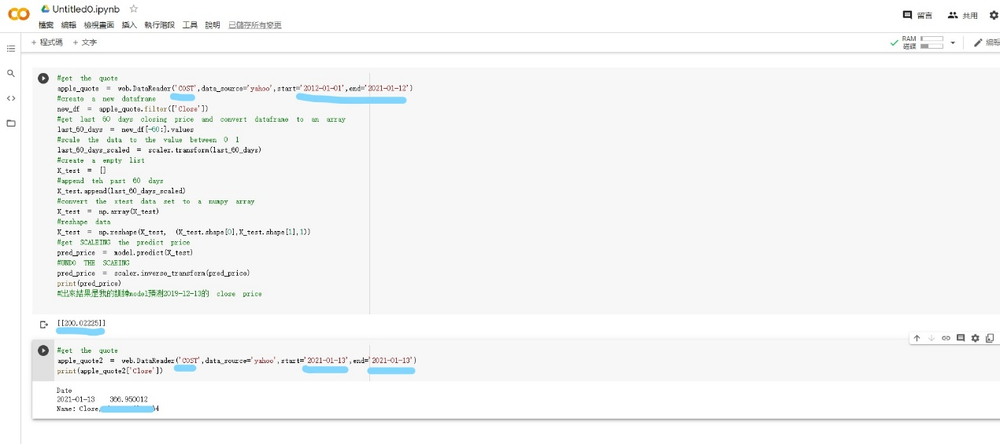 Untitled0.ipynb
檔案 編輯 檢視畫面 插入 執行階段 工具 說明 已儲存所有變更
留言 共用
+ 程式碼 + 文字
RAM
磁碟
編輯
#get the quote
apple_quote = web.DataReader('COST',data_source='yahoo',start='2012-01-01',end='2021-01-12')
#create a new dataframe
new_df = apple_quote.filter(['Close'])
#get last 60 days closing price and convert dataframe to an array
last_60_days = new_df[-60:].values
#scale the data to the value between 0 1
last_60_days_scaled = scaler.transform(last_60_days)
#create a empty list
X_test = []
#append teh past 60 days
X_test.append(last_60_days_scaled)
#convert the xtest data set to a numpy array
X_test = np.array(X_test)
#reshape data
X_test = np.reshape(X_test, (X_test.shape[0],X_test.shape[1],1))
#get SCALEING the predict price
pred_price = model.predict(X_test)
#UNDO THE SCAEING
pred_price = scaler.inverse_transform(pred_price)
print(pred_price)
#出來結果是我的訓練model預測2019-12-13的 close price
[[200.02225]]
#get the quote
apple_quote2 = web.DataReader('COST',data_source='yahoo',start='2021-01-13',end='2021-01-13')
print(apple_quote2['Close'])
Date
2021-01-13 366.950012
Name: Close, 4